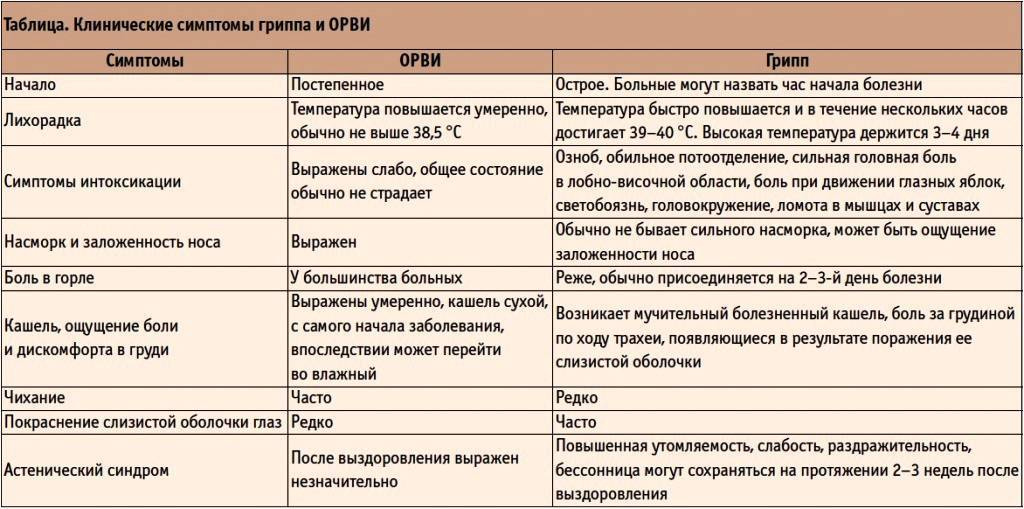 Таблица. Клинические симптомы гриппа и ОРВИ
Симптомы ОРВИ Грипп
Начало Постепенное Острое. Больные могут назвать час начала болезни
Лихорадка
Температура повышается умеренно,
обычно не выше 38,5 °С
Температура быстро повышается и в течение нескольких часов
достигает 39–40 °С. Высокая температура держится 3–4 дня
Симптомы интоксикации
Выражены слабо, общее состояние
обычно не страдает
Озноб, обильное потоотделение, сильная головная боль
в лобно-височной области, боль при движении глазных яблок,
светобоязнь, головокружение, ломота в мышцах и суставах
Насморк и заложенность носа
Выражен
Обычно не бывает сильного насморка, может быть ощущение
заложенности носа
Боль в горле У большинства больных Реже, обычно присоединяется на 2–3-й день болезни
Кашель, ощущение боли
и дискомфорта в груди
Выражены умеренно, кашель сухой,
с самого начала заболевания,
впоследствии может перейти
во влажный
Возникает мучительный болезненный кашель, боль за грудиной
по ходу трахеи, появляющиеся в результате поражения ее
слизистой оболочки
Чихание Часто Редко
Покраснение слизистой оболочки глаз Редко Часто
Астенический синдром
После выздоровления выражен
незначительно
Повышенная утомляемость, слабость, раздражительность,
бессонница могут сохраняться на протяжении 2–3 недель после
выздоровления